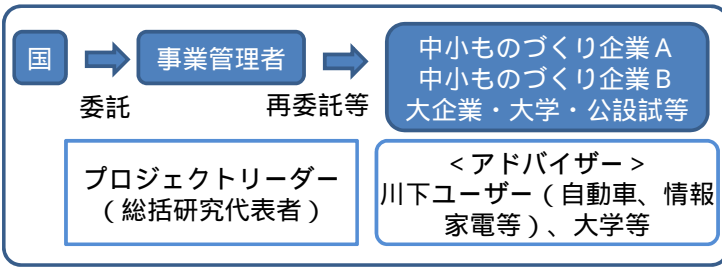 国
事業管理者
中小ものづくり企業A
中小ものづくり企業B
大企業・大学・公設試等
委託
再委託等
プロジェクトリーダー
(総括研究代表者)
<アドバイザー>
川下ユーザー(自動車、情報
家電等)、大学等